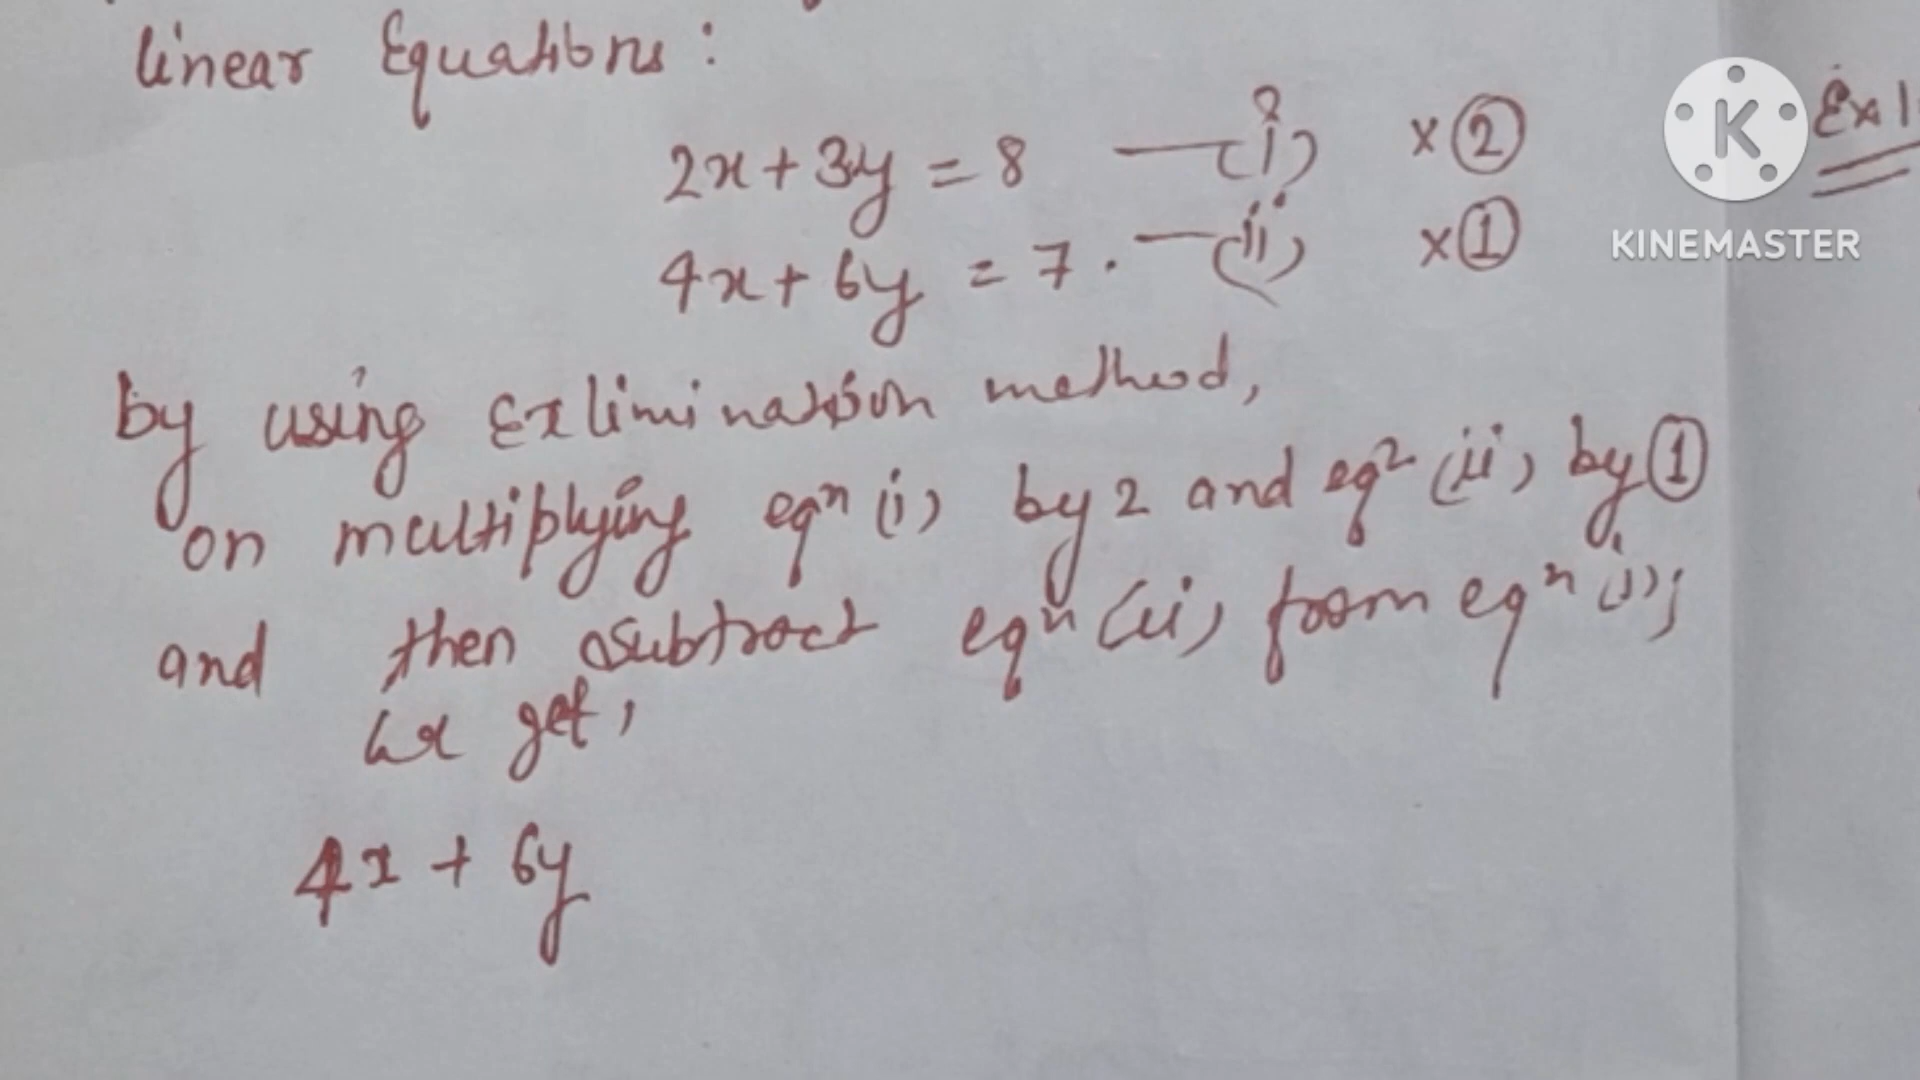 linear Equations :
2x + 3y = 8 —(i) × ②
4x + 6y = 7 . —(ii) × ①
KINEMASTER
Ex 1
by using Exlimination method,
on multiplying eqⁿ (i) by 2 and eq² (ii) by ①
and then subtract eqⁿ (ii) from eqⁿ (i);
we get,
4x + 6y